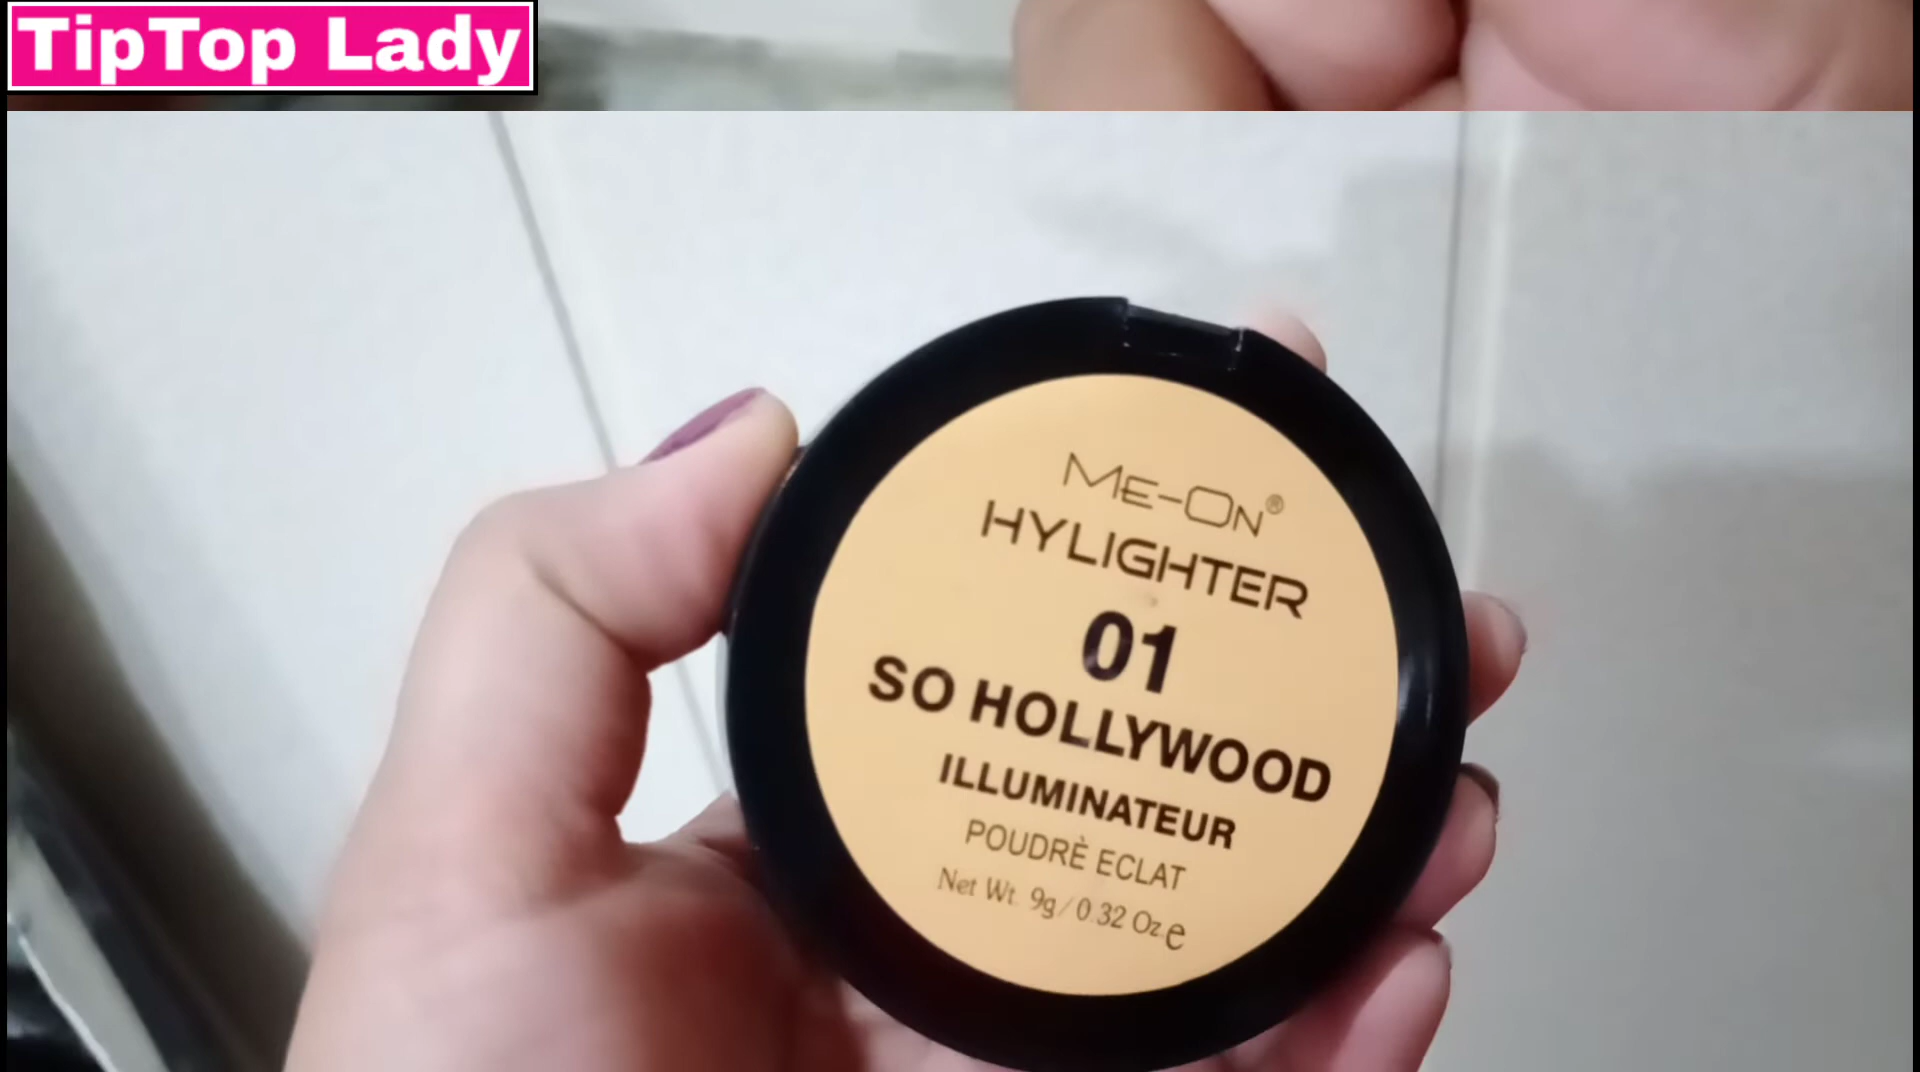 TipTop Lady
ME-ON®
HYLIGHTER
01
SO HOLLYWOOD
ILLUMINATEUR
POUDRÈ ECLAT
Net Wt. 9g/0.32 Oz.e